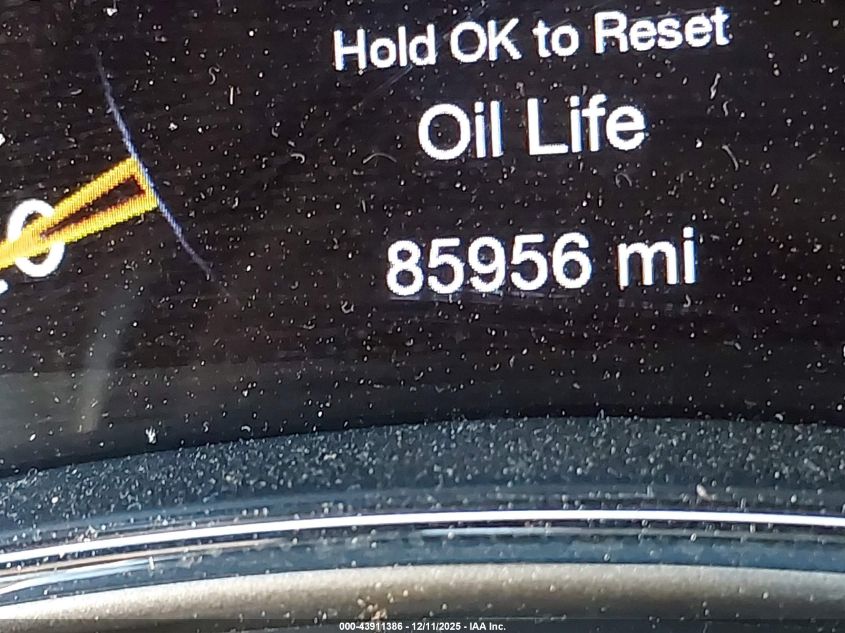 Hold OK to Reset
Oil Life
85956 mi
000-43911386 - 12/11/2025 - IAA Inc.